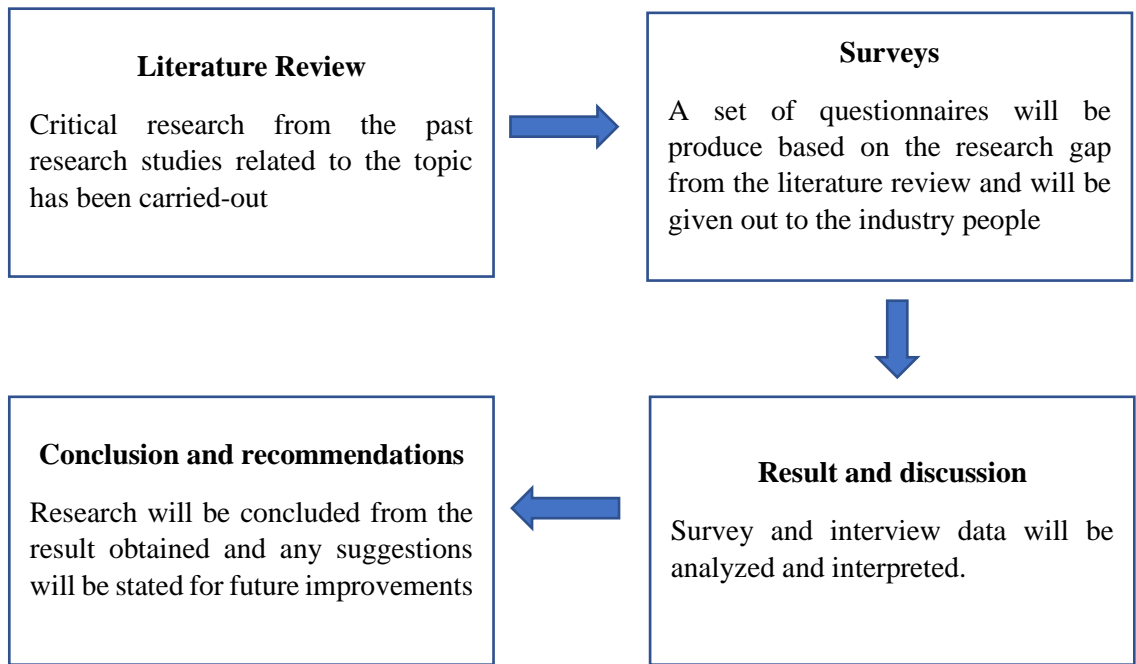 Literature Review
Critical research from the past
research studies related to the topic
has been carried-out
Surveys
A set of questionnaires will be
produce based on the research gap
from the literature review and will be
given out to the industry people
Result and discussion
Survey and interview data will be
analyzed and interpreted.
Conclusion and recommendations
Research will be concluded from the
result obtained and any suggestions
will be stated for future improvements